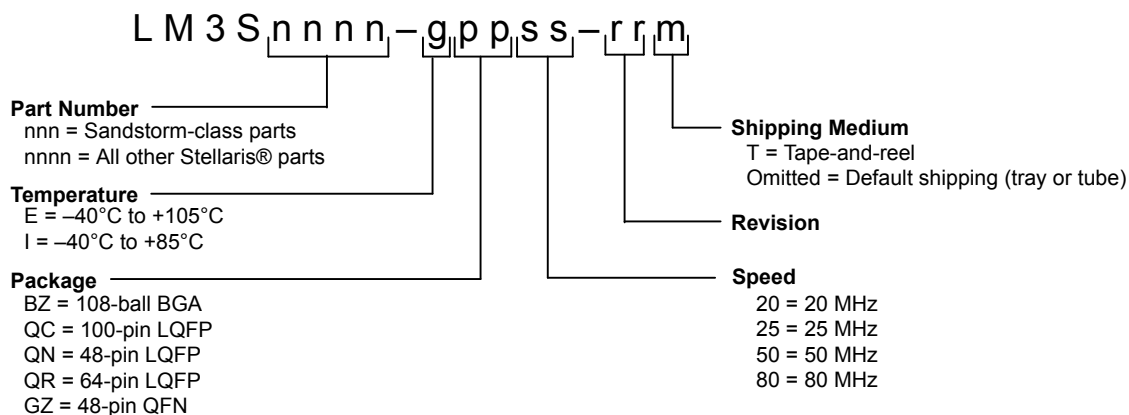 LM3Snnnn–gppss–rrm
Part Number
nnn = Sandstorm-class parts
nnnn = All other Stellaris® parts
Temperature
E = –40°C to +105°C
I = –40°C to +85°C
Package
BZ = 108-ball BGA
QC = 100-pin LQFP
QN = 48-pin LQFP
QR = 64-pin LQFP
GZ = 48-pin QFN
Shipping Medium
T = Tape-and-reel
Omitted = Default shipping (tray or tube)
Revision
Speed
20 = 20 MHz
25 = 25 MHz
50 = 50 MHz
80 = 80 MHz